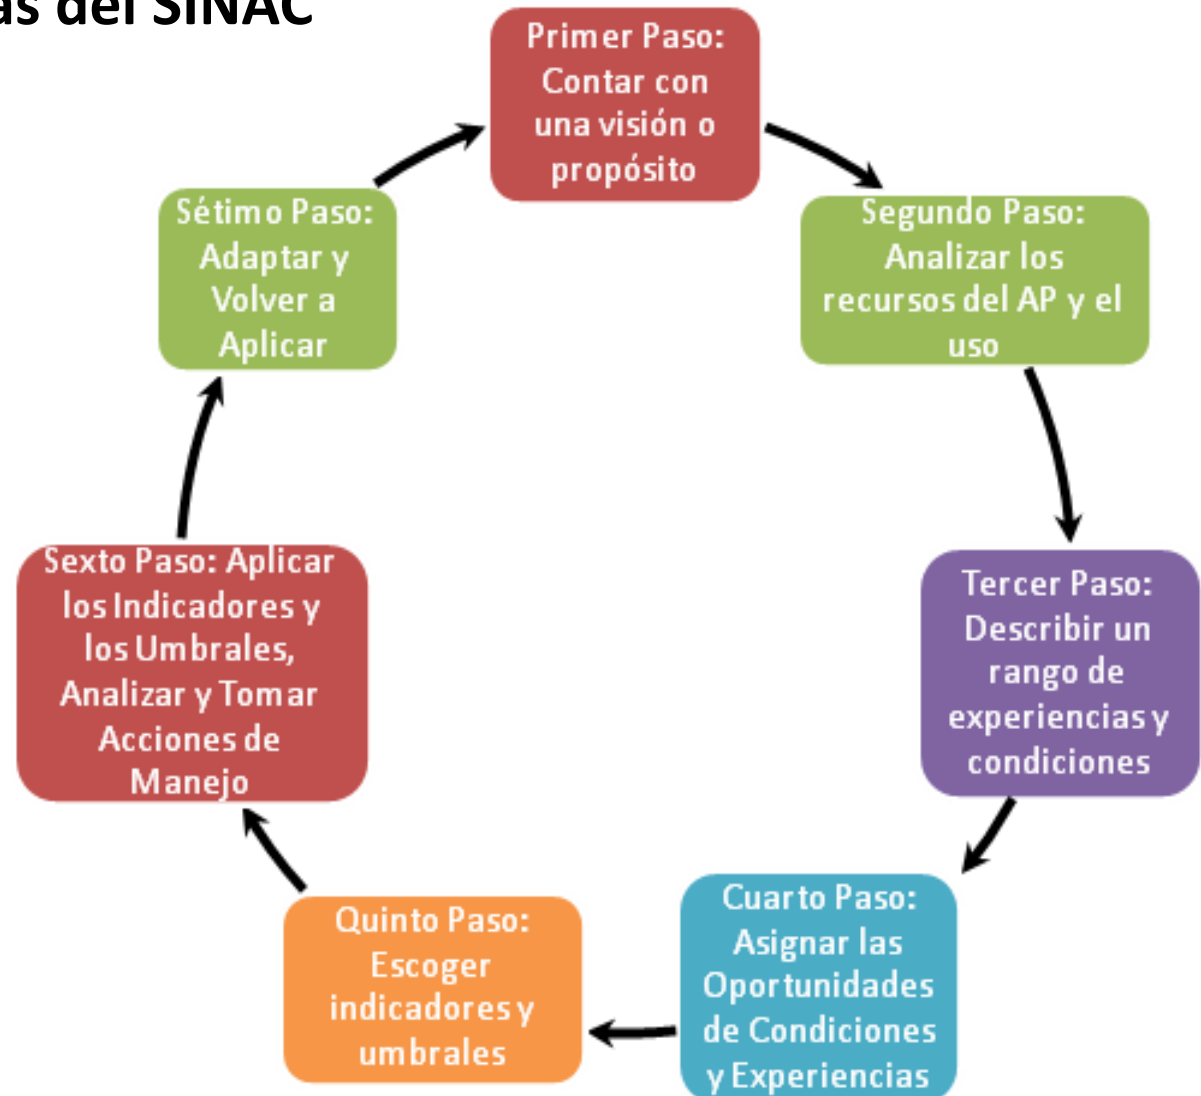 as del SINAC
Primer Paso:
Contar con
una visión o
propósito
Segundo Paso:
Analizar los
recursos del AP y el
uso
Tercer Paso:
Describir un
rango de
experiencias y
condiciones
Cuarto Paso:
Asignar las
Oportunidades
de Condiciones
y Experiencias
Quinto Paso:
Escoger
indicadores y
umbrales
Sexto Paso: Aplicar
los Indicadores y
los Umbrales,
Analizar y Tomar
Acciones de
Manejo
Sétimo Paso:
Adaptar y
Volver a
Aplicar